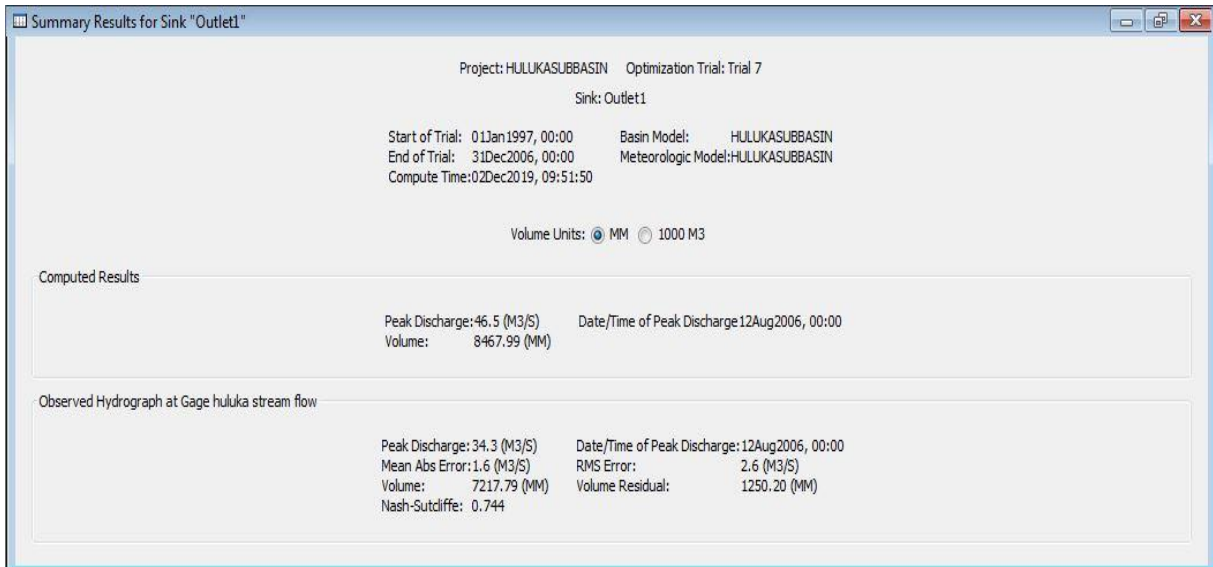 Summary Results for Sink "Outlet1"
Project: HULUKASUBBASIN Optimization Trial: Trial 7
Sink: Outlet1
Start of Trial: 01Jan1997, 00:00 Basin Model: HULUKASUBBASIN
End of Trial: 31Dec2006, 00:00 Meteorologic Model:HULUKASUBBASIN
Compute Time:02Dec2019, 09:51:50
Volume Units: MM 1000 M3
Computed Results
Peak Discharge:46.5 (M3/S) Date/Time of Peak Discharge12Aug2006, 00:00
Volume: 8467.99 (MM)
Observed Hydrograph at Gage huluka stream flow
Peak Discharge:34.3 (M3/S) Date/Time of Peak Discharge:12Aug2006, 00:00
Mean Abs Error:1.6 (M3/S) RMS Error: 2.6 (M3/S)
Volume: 7217.79 (MM) Volume Residual: 1250.20 (MM)
Nash-Sutcliffe: 0.744